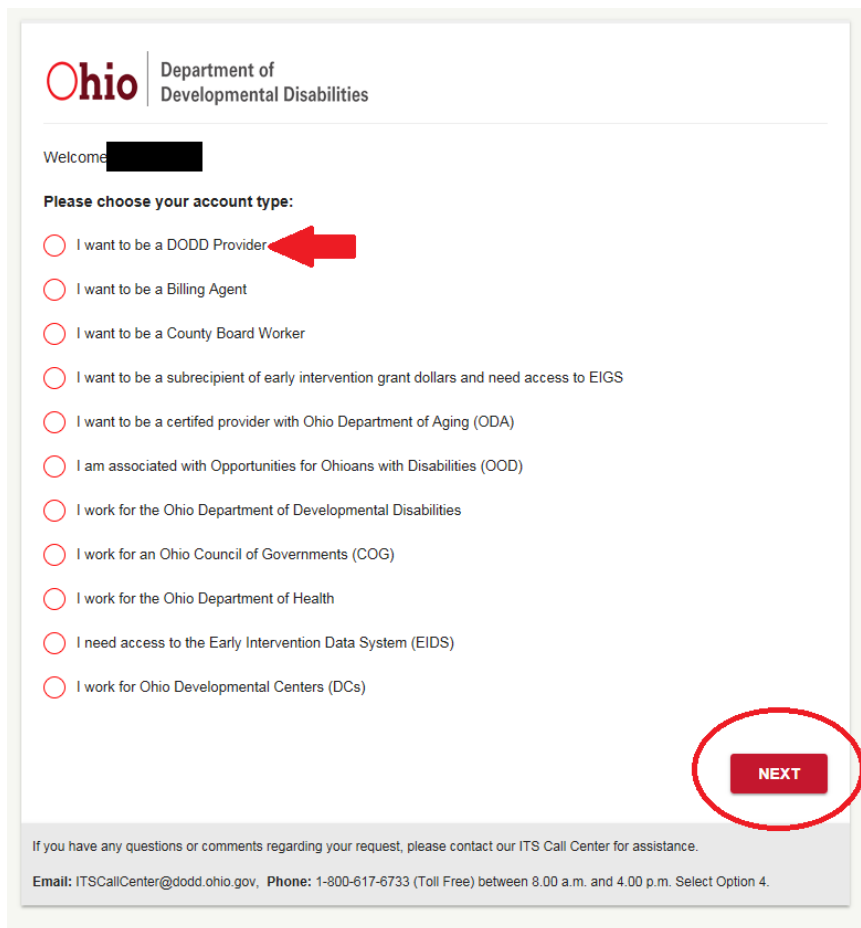 Ohio
Department of
Developmental Disabilities
Welcome
Please choose your account type:
I want to be a DODD Provider
I want to be a Billing Agent
I want to be a County Board Worker
I want to be a subrecipient of early intervention grant dollars and need access to EIGS
I want to be a certifed provider with Ohio Department of Aging (ODA)
I am associated with Opportunities for Ohioans with Disabilities (OOD)
I work for the Ohio Department of Developmental Disabilities
I work for an Ohio Council of Governments (COG)
I work for the Ohio Department of Health
I need access to the Early Intervention Data System (EIDS)
I work for Ohio Developmental Centers (DCs)
NEXT
If you have any questions or comments regarding your request, please contact our ITS Call Center for assistance.
Email: ITSCallCenter@dodd.ohio.gov, Phone: 1-800-617-6733 (Toll Free) between 8.00 a.m. and 4.00 p.m. Select Option 4.